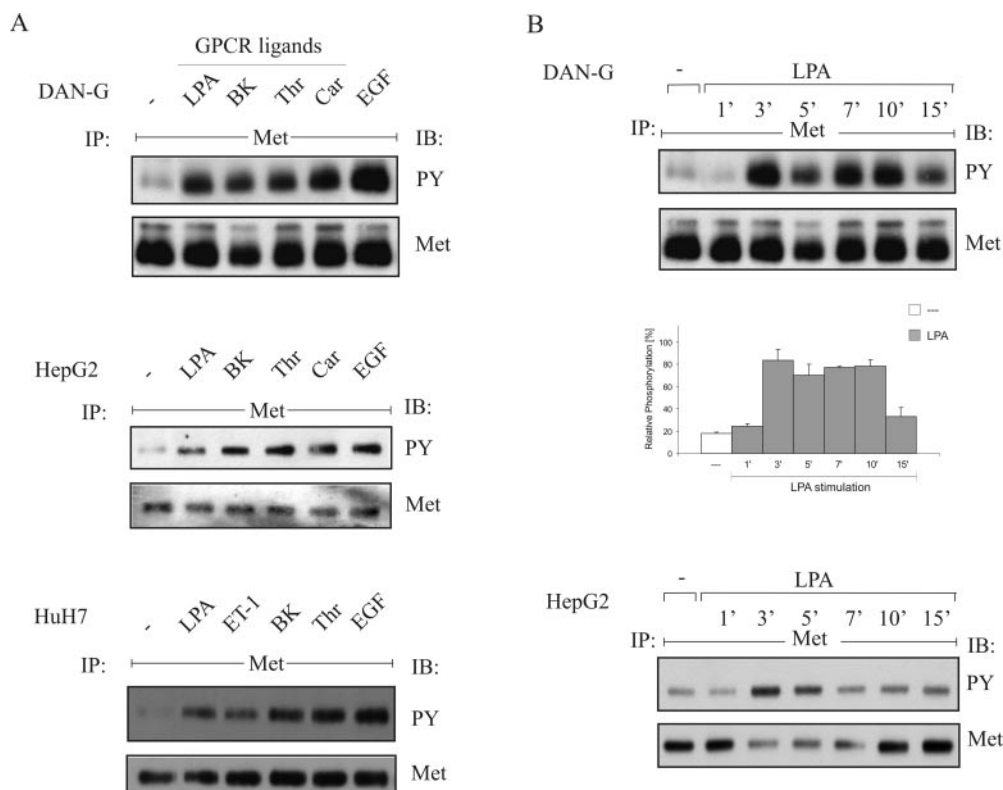 A
GPCR ligands
DAN-G
- LPA BK Thr Car EGF
IP: Met IB:
PY
Met
HepG2
- LPA BK Thr Car EGF
IP: Met IB:
PY
Met
HuH7
- LPA ET-1 BK Thr EGF
IP: Met IB:
PY
Met
B
DAN-G
- LPA
1’ 3’ 5’ 7’ 10’ 15’
IP: Met IB:
PY
Met
---
LPA
Relative Phosphorylation [%]
100
80
60
40
20
0
--- 1' 3' 5' 7' 10' 15'
LPA stimulation
HepG2
- LPA
1’ 3’ 5’ 7’ 10’ 15’
IP: Met IB:
PY
Met